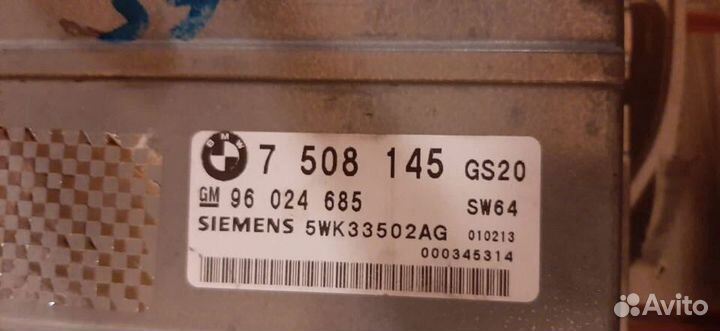 BMW
7 508 145 GS20
GM 96 024 685 SW64
SIEMENS 5WK33502AG 010213
000345314
Avito